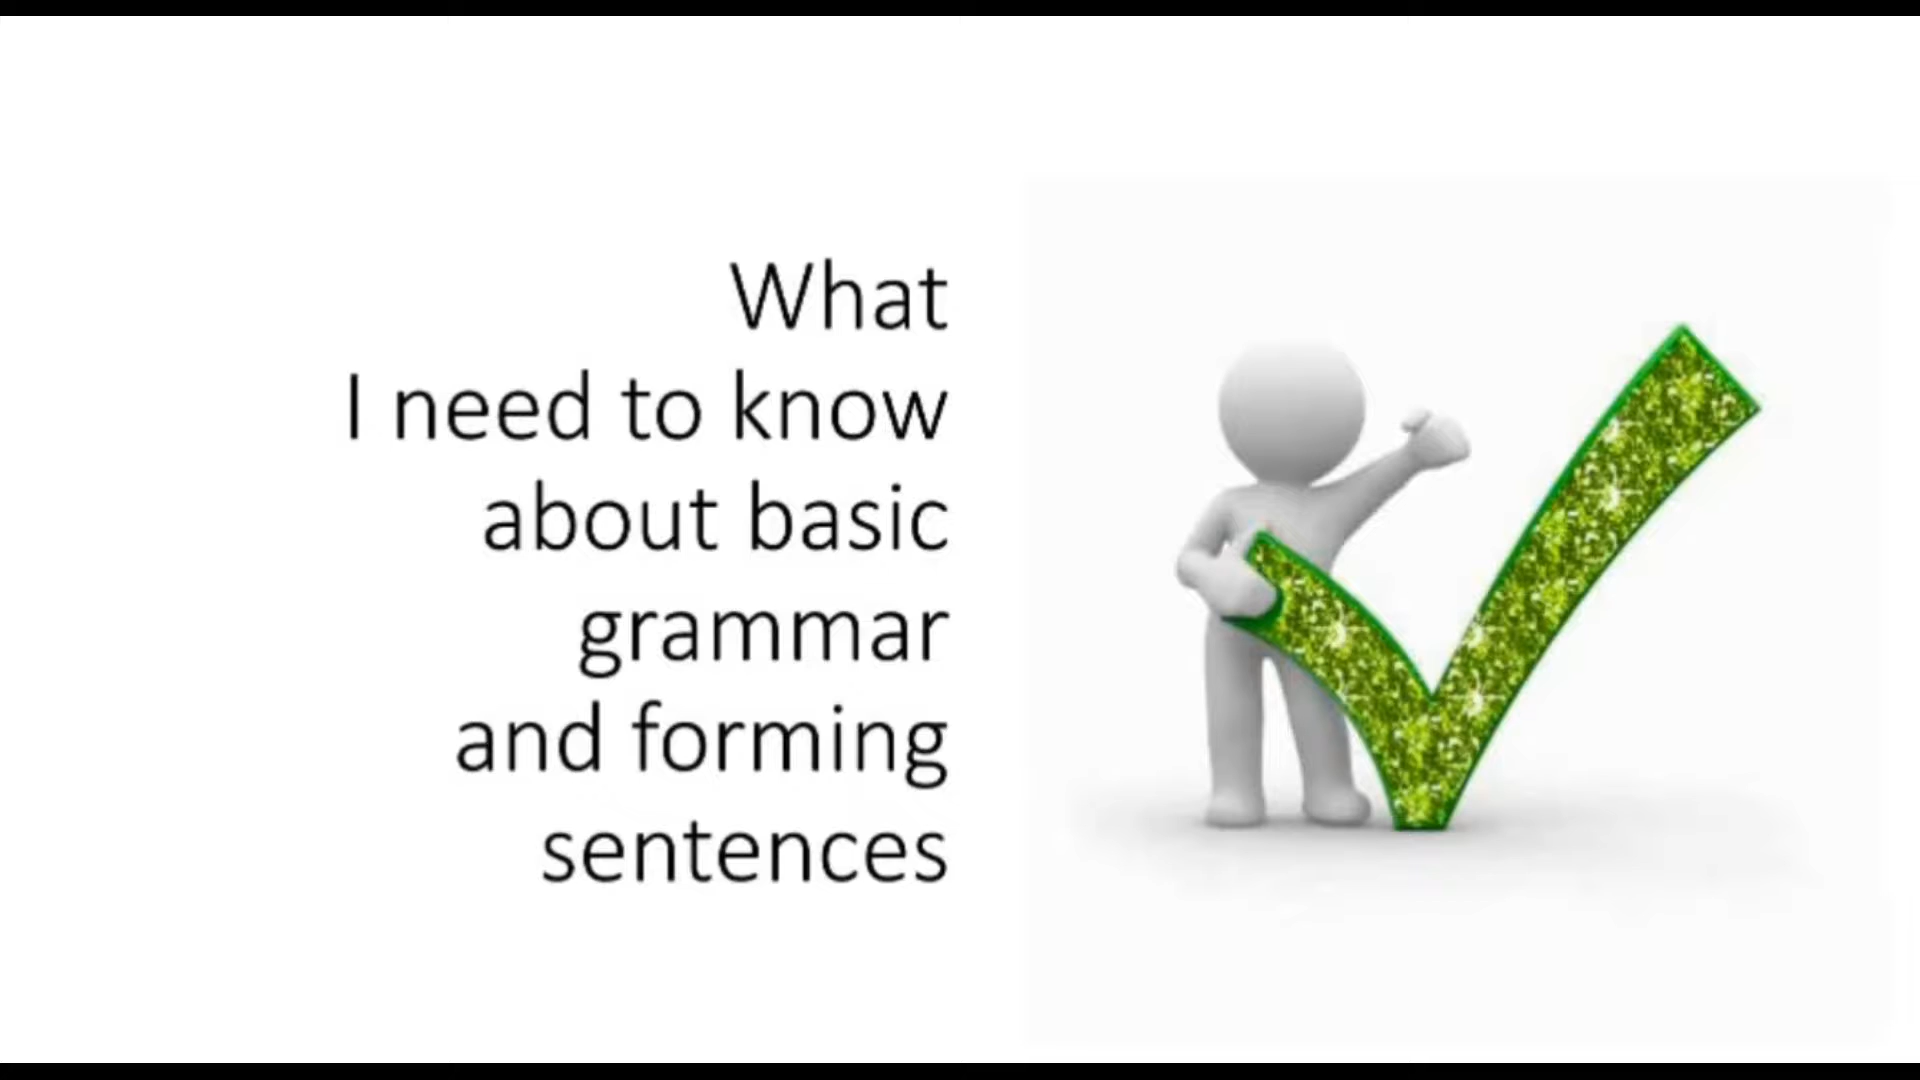 What
I need to know
about basic
grammar
and forming
sentences